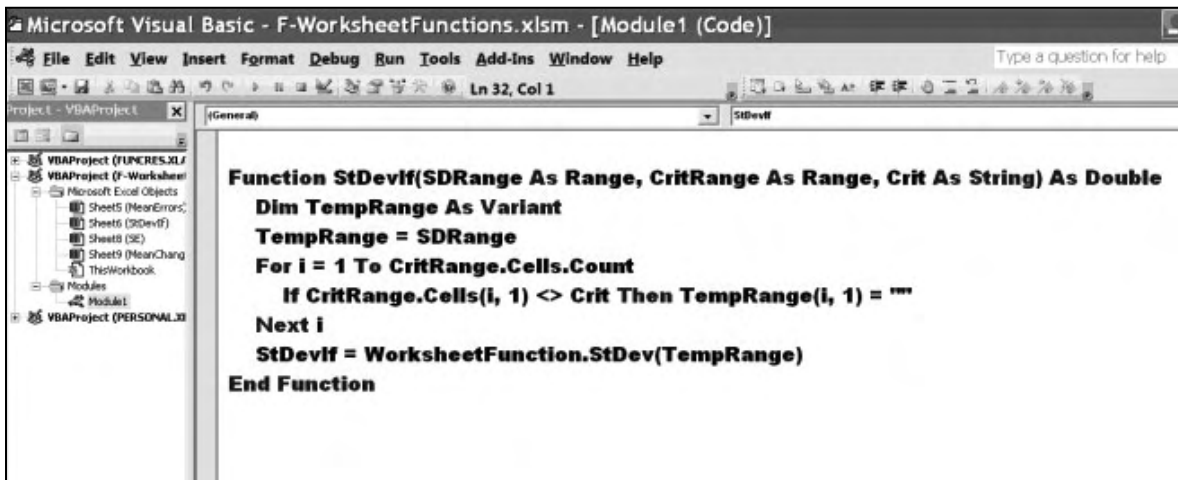 Microsoft Visual Basic - F-WorksheetFunctions.xlsm - [Module1 (Code)]
File Edit View Insert Format Debug Run Tools Add-Ins Window Help
Type a question for help
Ln 32, Col 1
Project - VBAProject
(General)
StDevIf
VBAProject (FUNCRES.XLA
VBAProject (F-Workshee
Microsoft Excel Objects
Sheet5 (MeanErrors)
Sheet6 (StDevIf)
Sheet8 (SE)
Sheet9 (MeanChang
ThisWorkbook
Modules
Module1
VBAProject (PERSONAL.XL
Function StDevIf(SDRange As Range, CritRange As Range, Crit As String) As Double
Dim TempRange As Variant
TempRange = SDRange
For i = 1 To CritRange.Cells.Count
If CritRange.Cells(i, 1) <> Crit Then TempRange(i, 1) = ""
Next i
StDevIf = WorksheetFunction.StDev(TempRange)
End Function